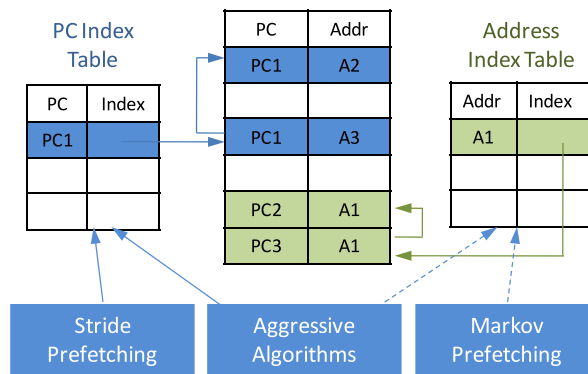 PC Index
Table
PC Index
PC1
PC Addr
PC1 A2
PC1 A3
PC2 A1
PC3 A1
Address
Index Table
Addr Index
A1
Stride
Prefetching
Aggressive
Algorithms
Markov
Prefetching